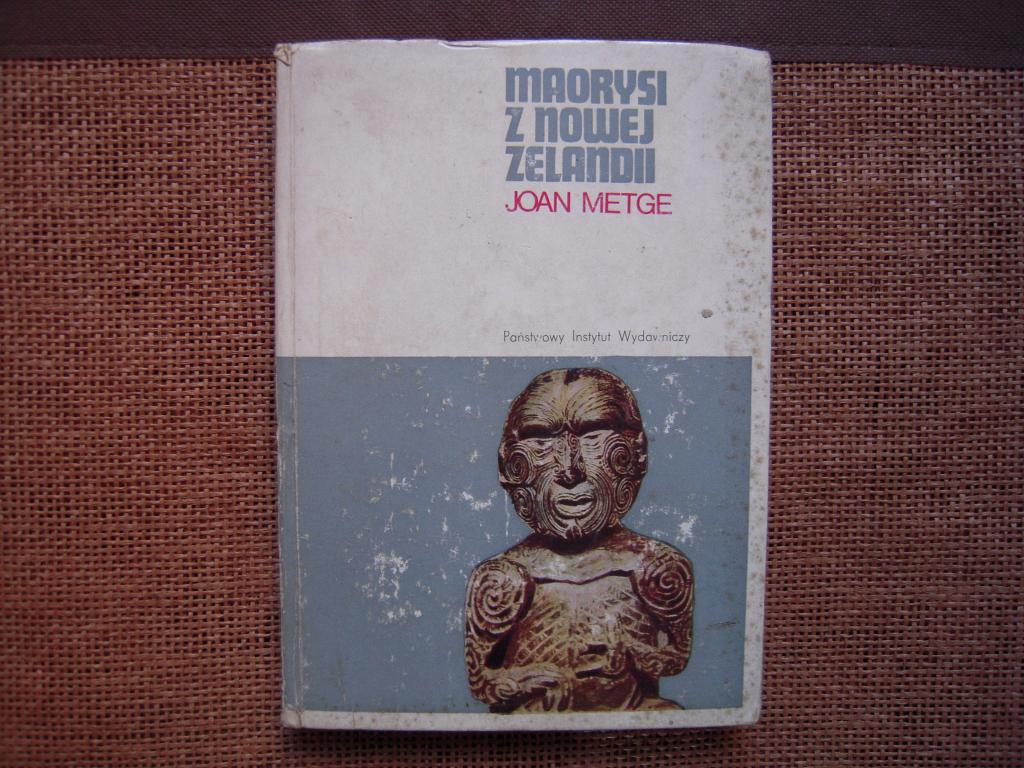 MAORYSI
Z NOWEJ
ZELANDII
JOAN METGE
Państwowy Instytut Wydawniczy